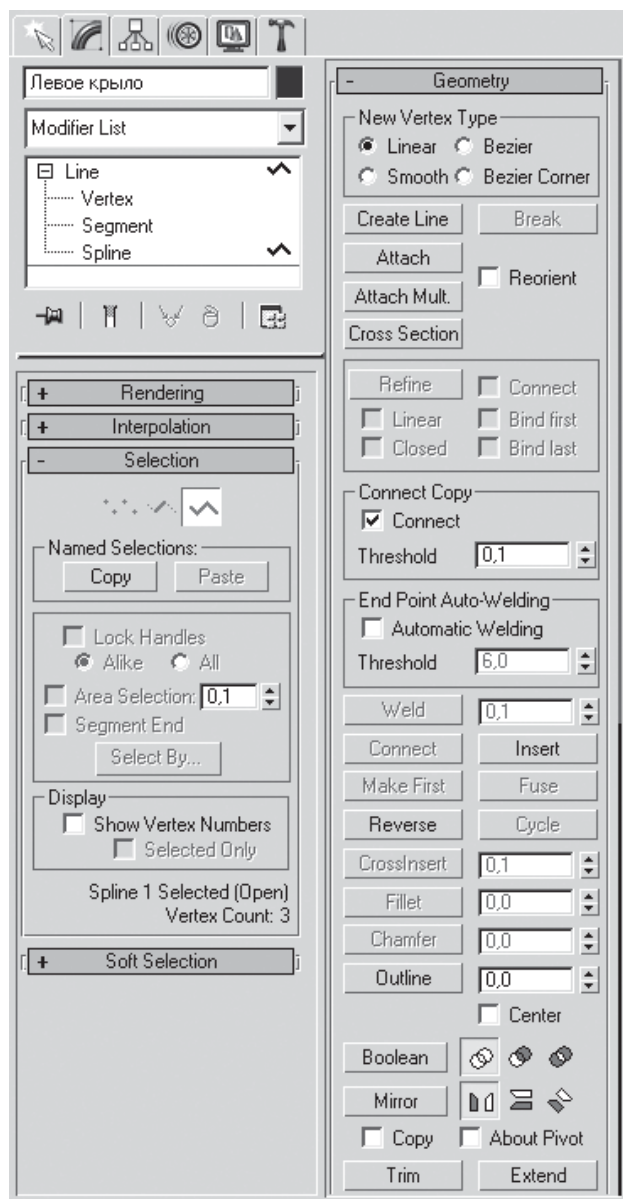 Левое крыло
Modifier List
Line
Vertex
Segment
Spline
+ Rendering
+ Interpolation
- Selection
Named Selections:
Copy Paste
Lock Handles
Alike All
Area Selection: 0,1
Segment End
Select By...
Display
Show Vertex Numbers
Selected Only
Spline 1 Selected (Open)
Vertex Count: 3
+ Soft Selection
- Geometry
New Vertex Type
Linear Bezier
Smooth Bezier Corner
Create Line Break
Attach
Reorient
Attach Mult.
Cross Section
Refine Connect
Linear Bind first
Closed Bind last
Connect Copy
Connect
Threshold 0,1
End Point Auto-Welding
Automatic Welding
Threshold 6,0
Weld 0,1
Connect Insert
Make First Fuse
Reverse Cycle
CrossInsert 0,1
Fillet 0,0
Chamfer 0,0
Outline 0,0
Center
Boolean
Mirror
Copy About Pivot
Trim Extend